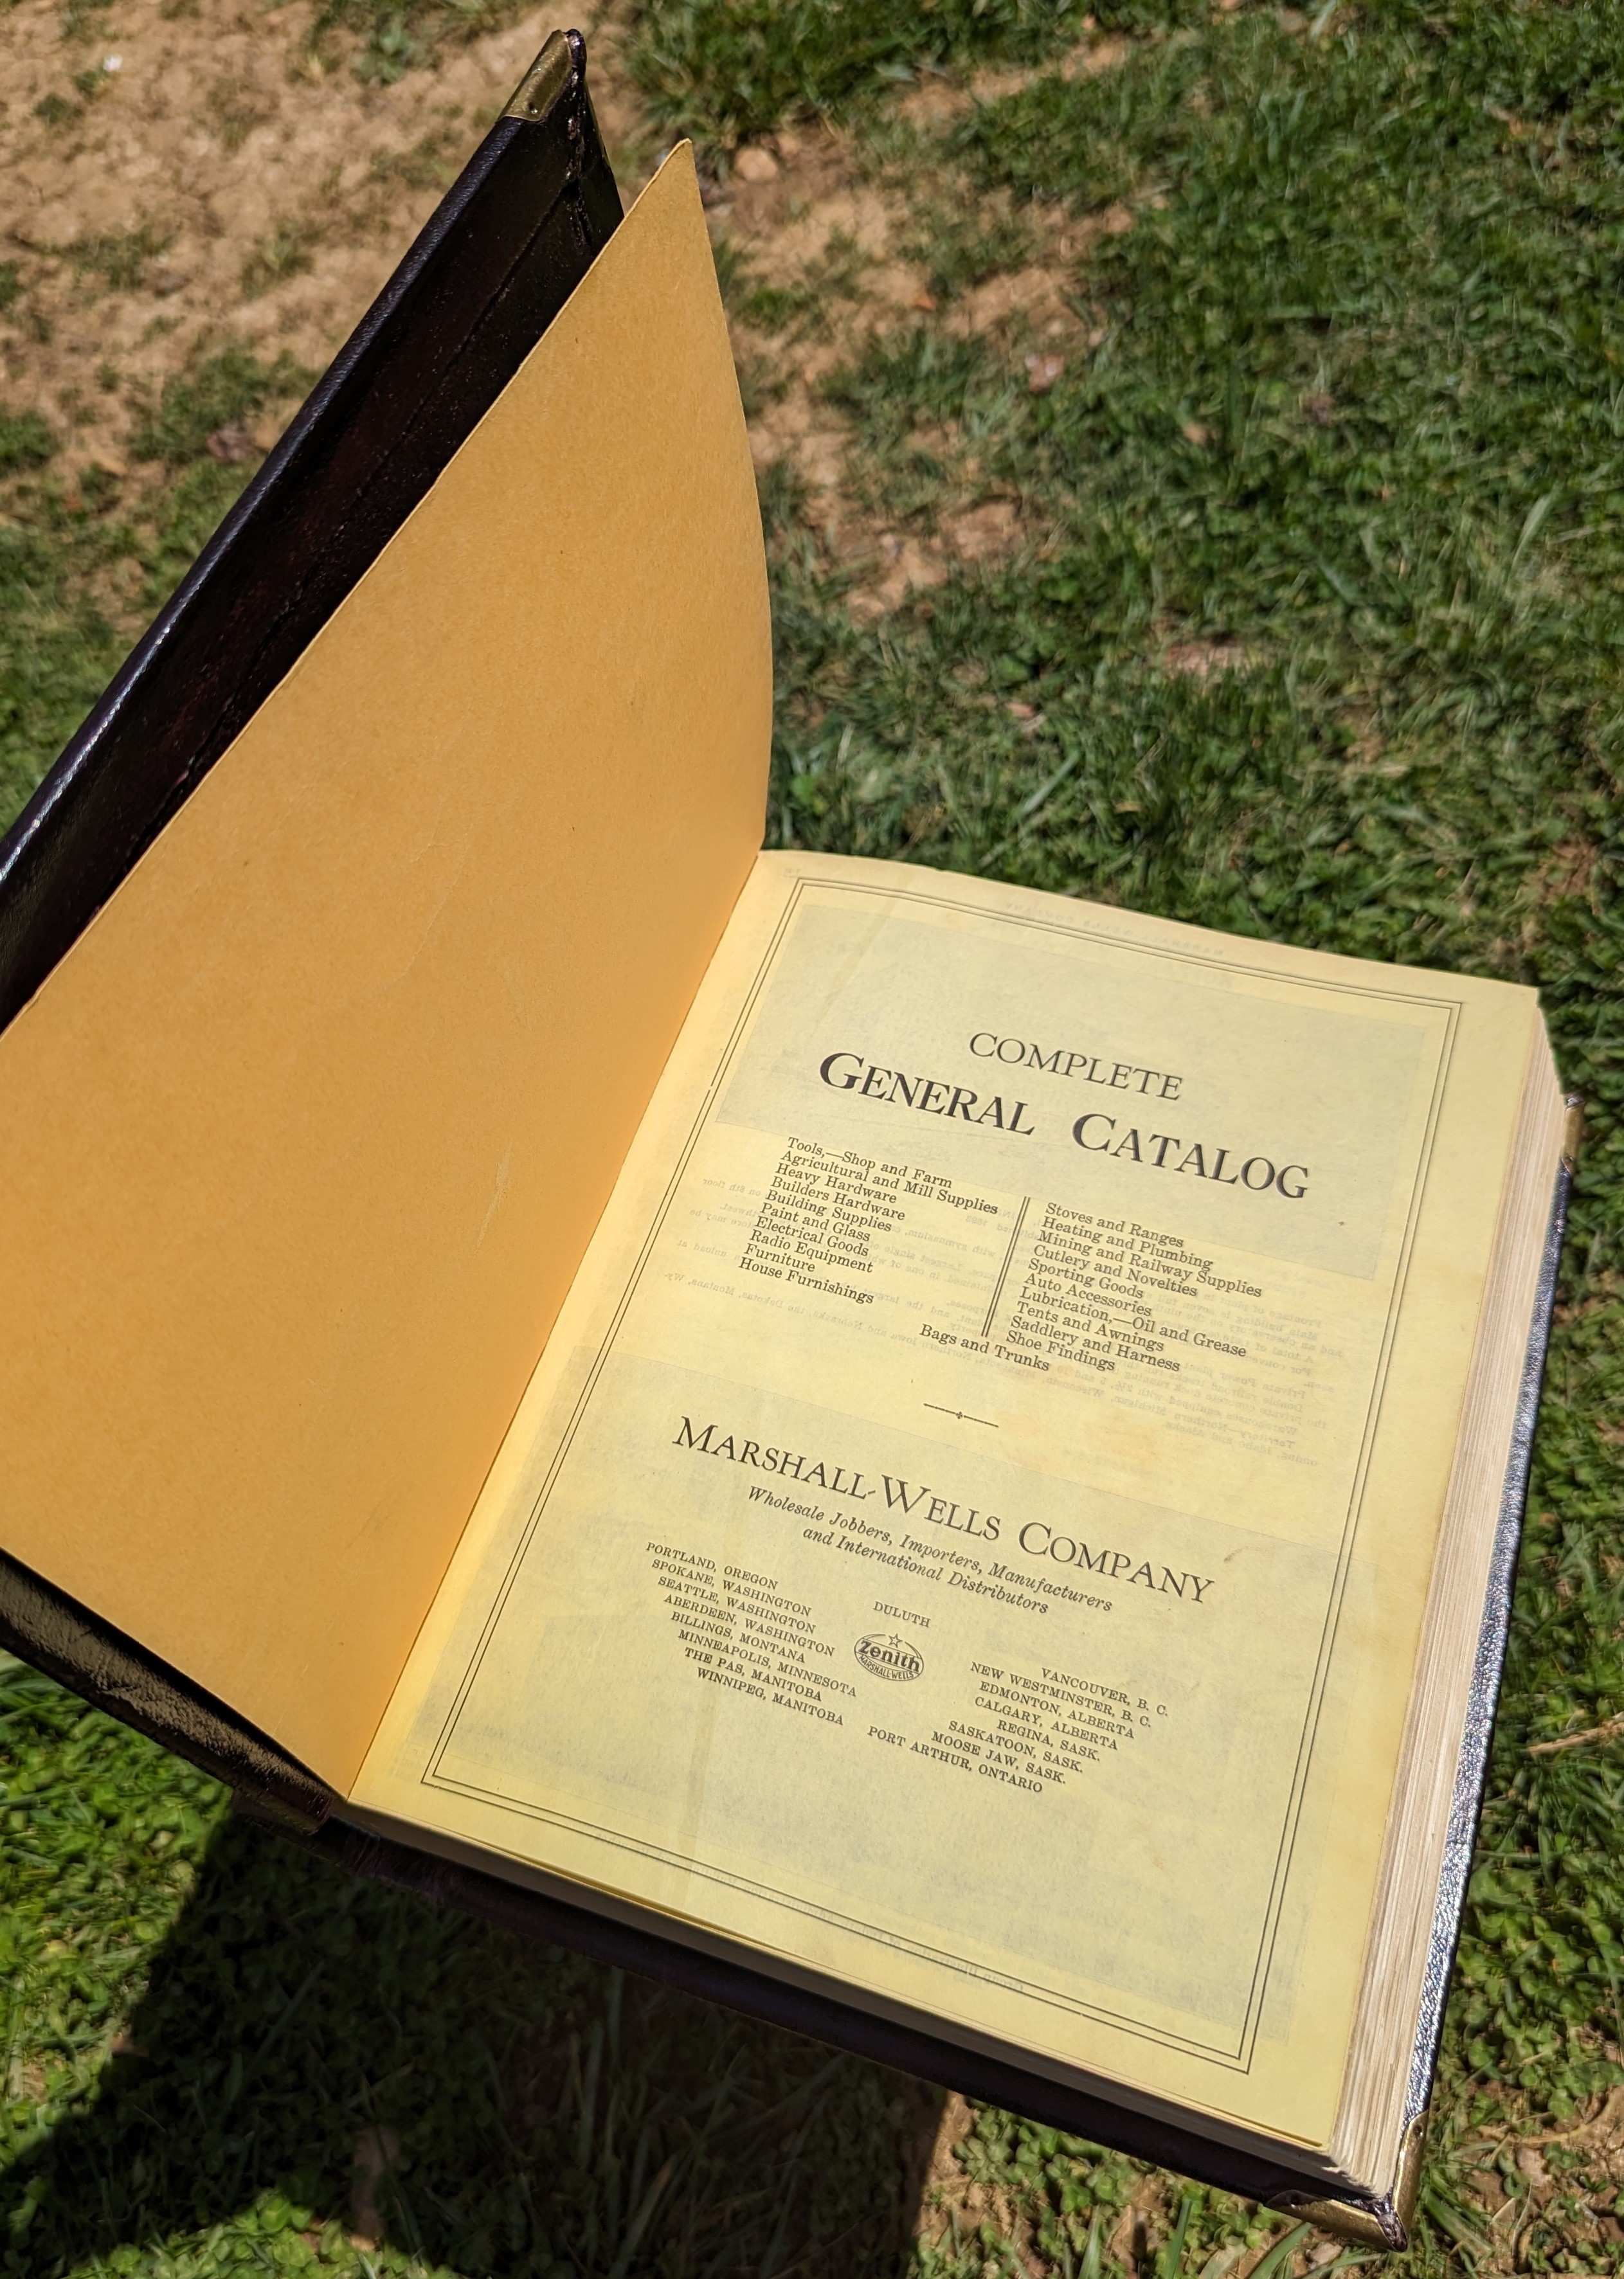 COMPLETE
GENERAL CATALOG
Tools,—Shop and Farm
Agricultural and Mill Supplies
Heavy Hardware
Builders Hardware
Building Supplies
Paint and Glass
Electrical Goods
Radio Equipment
Furniture
House Furnishings
Stoves and Ranges
Heating and Plumbing
Mining and Railway Supplies
Cutlery and Novelties
Sporting Goods
Auto Accessories
Lubrication,—Oil and Grease
Tents and Awnings
Saddlery and Harness
Shoe Findings
Bags and Trunks
MARSHALL-WELLS COMPANY
Wholesale Jobbers, Importers, Manufacturers
and International Distributors
PORTLAND, OREGON
SPOKANE, WASHINGTON
SEATTLE, WASHINGTON
ABERDEEN, WASHINGTON
BILLINGS, MONTANA
MINNEAPOLIS, MINNESOTA
THE PAS, MANITOBA
WINNIPEG, MANITOBA
DULUTH
Zenith
MARSHALL-WELLS
VANCOUVER, B. C.
NEW WESTMINSTER, B. C.
EDMONTON, ALBERTA
CALGARY, ALBERTA
REGINA, SASK.
SASKATOON, SASK.
MOOSE JAW, SASK.
PORT ARTHUR, ONTARIO